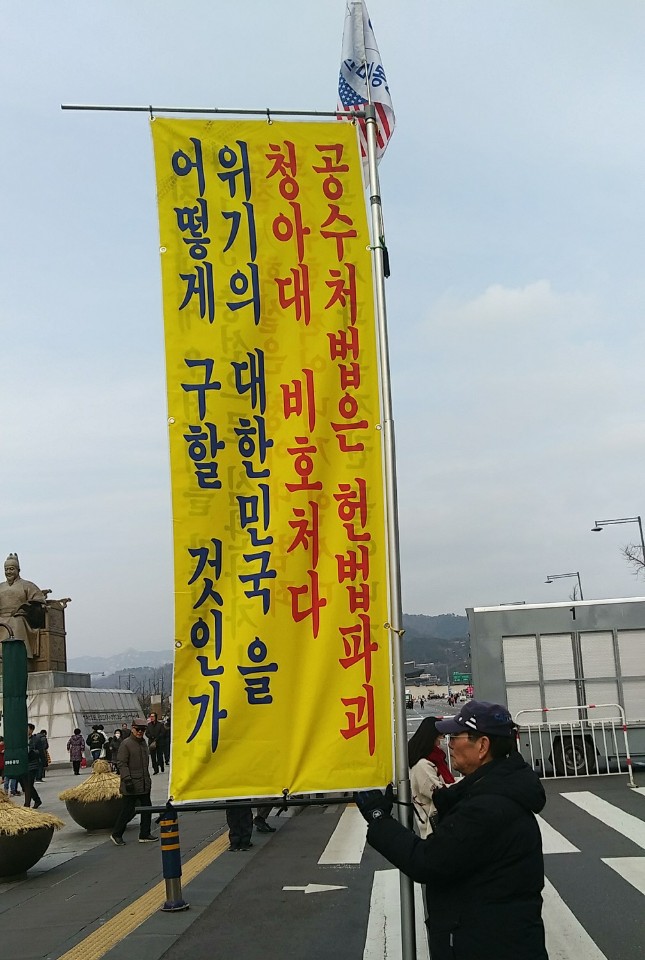 공수처법은 헌법파괴
청아대 비호처다
위기의 대한민국을
어떻게 구할 것인가